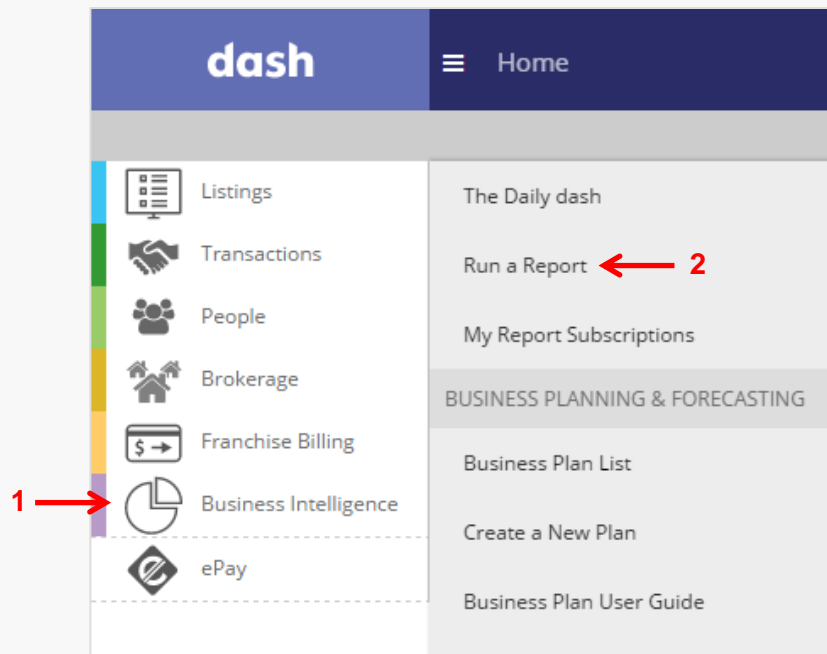 dash
Home
Listings
Transactions
People
Brokerage
$
Franchise Billing
1
Business Intelligence
ePay
The Daily dash
Run a Report
2
My Report Subscriptions
BUSINESS PLANNING & FORECASTING
Business Plan List
Create a New Plan
Business Plan User Guide